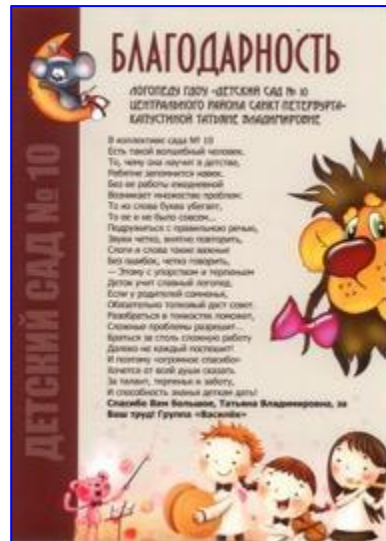 БЛАГОДАРНОСТЬ
ЛОГОПЕДУ ГДОУ «ДЕТСКИЙ САД № 10
ЦЕНТРАЛЬНОГО РАЙОНА САНКТ-ПЕТЕРБУРГА»
КАПУСТИНОЙ ТАТЬЯНЕ ВЛАДИМИРОВНЕ
В коллективе сада № 10
Есть такой волшебный человек.
То, чему она научит в детстве,
Ребятне запомнится навек.
Без ее работы ежедневной
Возникает множество проблем:
То из слова буква убегает,
То ее и не было совсем...
Подружиться с правильною речью,
Звуки четко, внятно повторить,
Слоги и слова также важные
Без ошибок, четко говорить,
— Этому с упорством и терпеньем
Деток учит славный логопед.
Если у родителей сомненья,
Обязательно толковый даст совет.
Разобраться в тонкостях поможет,
Сложные проблемы разрешит...
Браться за столь сложную работу
Далеко не каждый поспешит!
И поэтому «огромное спасибо»
Хочется от всей души сказать
За талант, терпенье и заботу,
И способность знанья деткам дать!
Спасибо Вам большое, Татьяна Владимировна, за
Ваш труд! Группа «Василёк»
ДЕТСКИЙ САД № 10